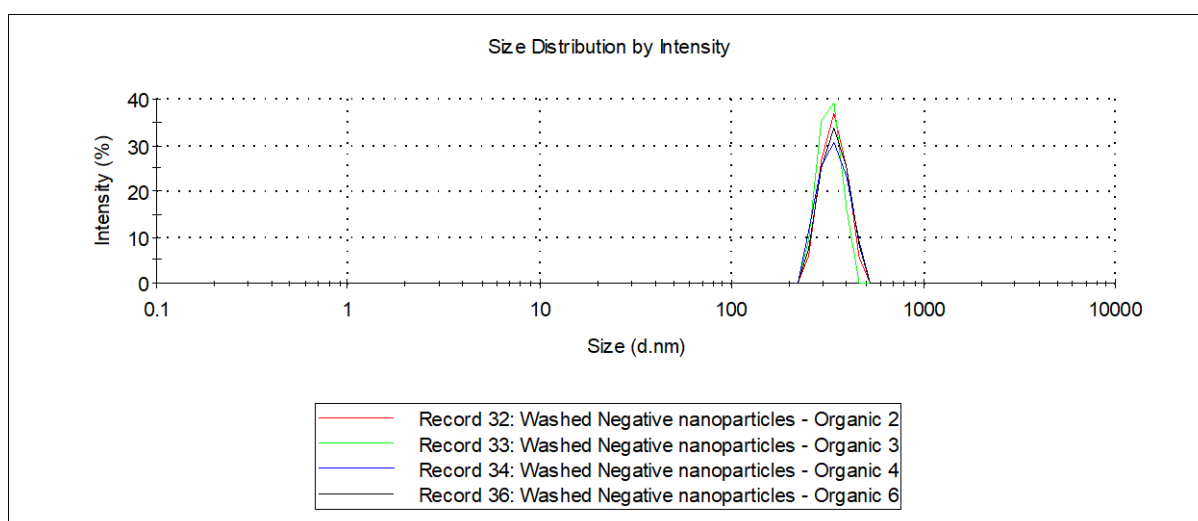 Size Distribution by Intensity
40
30
20
10
0
Intensity (%)
0.1 1 10 100 1000 10000
Size (d.nm)
Record 32: Washed Negative nanoparticles - Organic 2
Record 33: Washed Negative nanoparticles - Organic 3
Record 34: Washed Negative nanoparticles - Organic 4
Record 36: Washed Negative nanoparticles - Organic 6